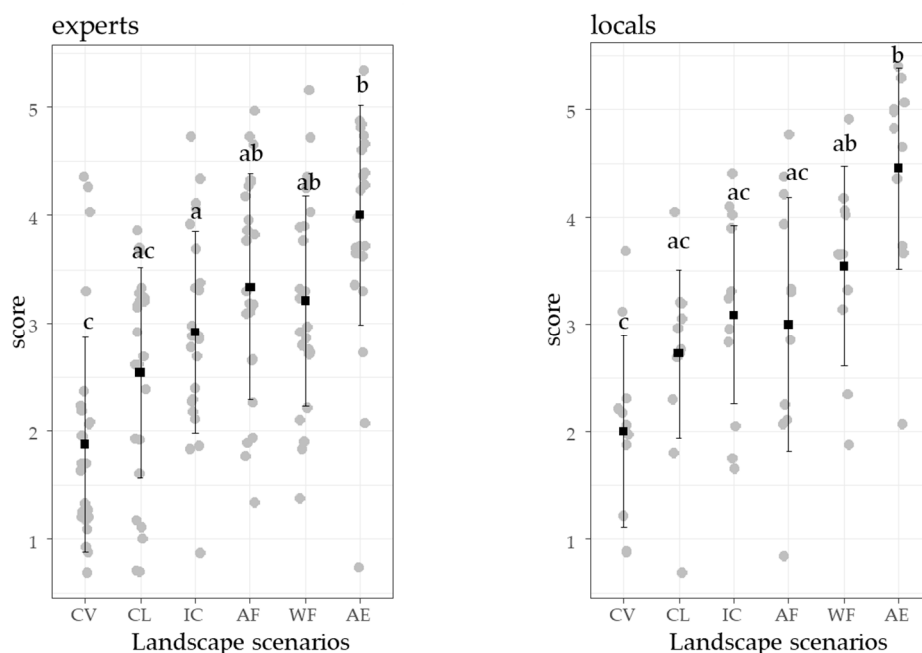 experts
score
5
4
3
2
1
c
ac
a
ab
ab
b
CV CL IC AF WF AE
Landscape scenarios
locals
score
5
4
3
2
1
c
ac
ac
ac
ab
b
CV CL IC AF WF AE
Landscape scenarios